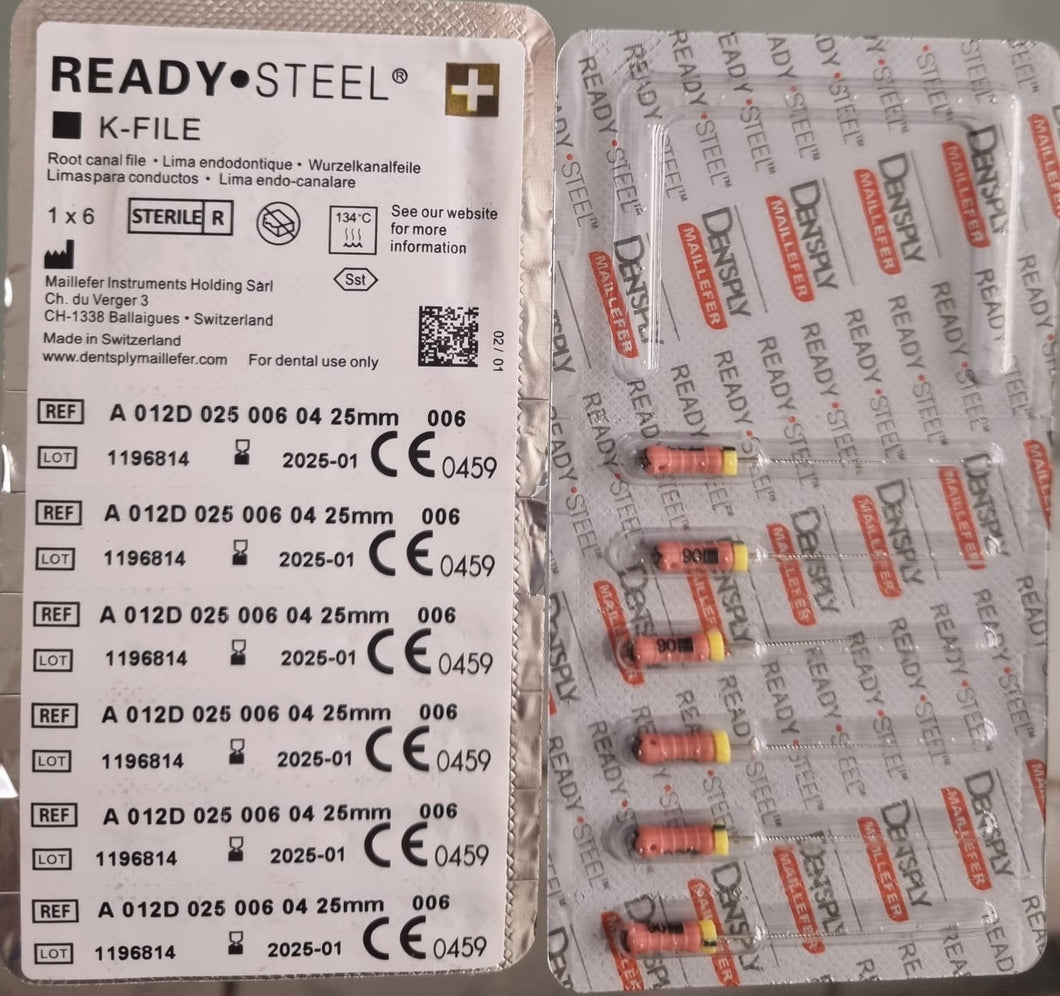 READY•STEEL®
K-FILE
Root canal file • Lima endodontique • Wurzelkanalfeile
Limaspara conductos • Lima endo-canalare
1 x 6
STERILE R
134°C
See our website
for more
information
Sst
Maillefer Instruments Holding Sàrl
Ch. du Verger 3
CH-1338 Ballaigues • Switzerland
Made in Switzerland
www.dentsplymaillefer.com For dental use only
02 / 01
REF A 012D 025 006 04 25mm 006
LOT 1196814 2025-01 CE 0459
REF A 012D 025 006 04 25mm 006
LOT 1196814 2025-01 CE 0459
REF A 012D 025 006 04 25mm 006
LOT 1196814 2025-01 CE 0459
REF A 012D 025 006 04 25mm 006
LOT 1196814 2025-01 CE 0459
REF A 012D 025 006 04 25mm 006
LOT 1196814 2025-01 CE 0459
REF A 012D 025 006 04 25mm 006
LOT 1196814 2025-01 CE 0459
READY•STEEL™
DENTSPLY
MAILLEFER
006
006